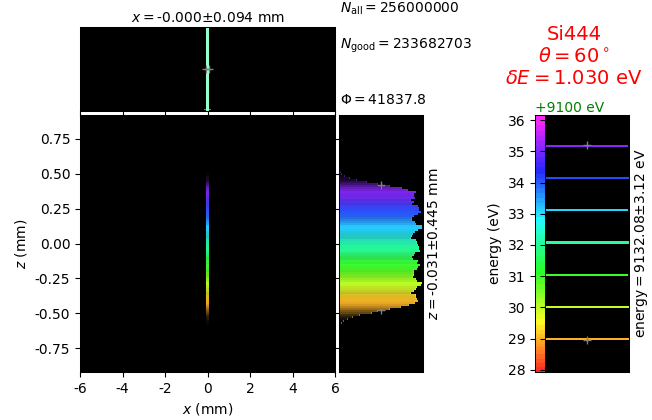 x = -0.000±0.094 mm
N_all = 256000000
N_good = 233682703
Φ = 41837.8
Si444
θ = 60°
δE = 1.030 eV
+9100 eV
0.75
0.50
0.25
0.00
-0.25
-0.50
-0.75
z (mm)
-6
-4
-2
0
2
4
6
x (mm)
z = -0.031±0.445 mm
36
35
34
33
32
31
30
29
28
energy (eV)
energy = 9132.08±3.12 eV